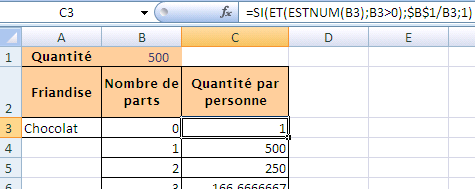 C3 fx =SI(ET(ESTNUM(B3);B3>0);$B$1/B3;1)
A B C D E F
1 Quantité 500
2 Friandise Nombre de parts Quantité par personne
3 Chocolat 0 1
4 1 500
5 2 250
6 3 166,6666667